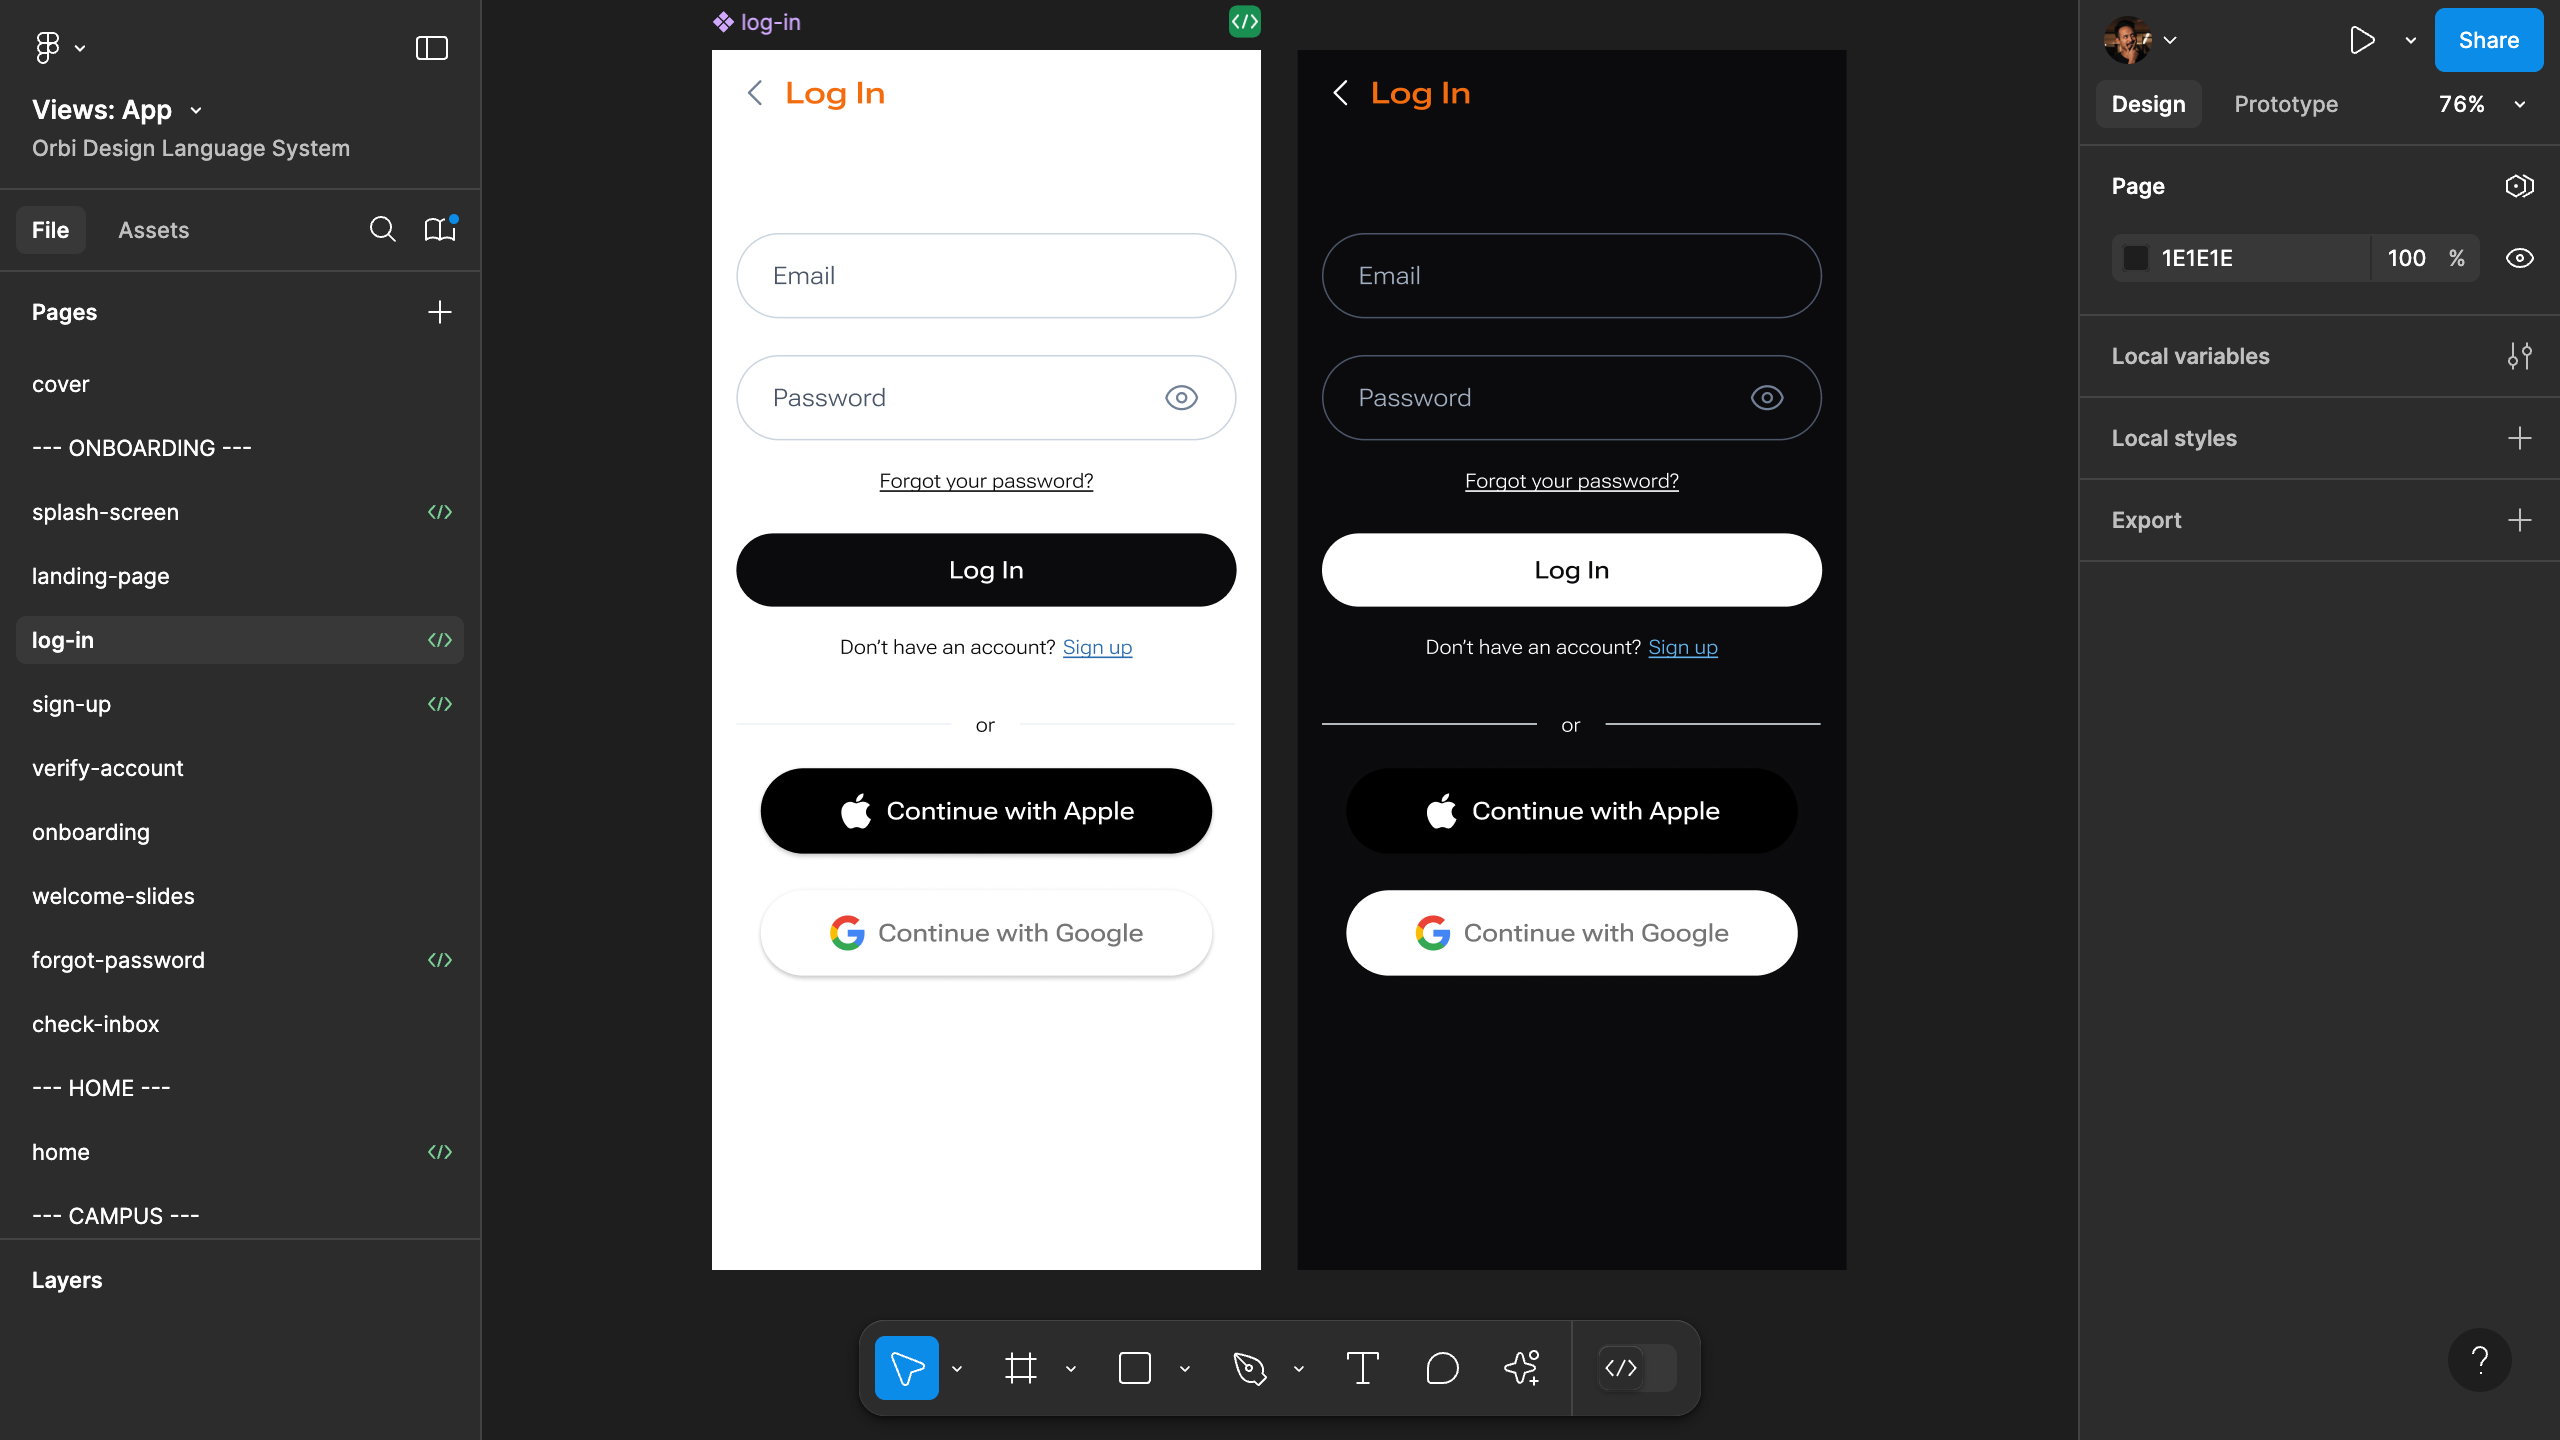 Views: App
Orbi Design Language System
File
Assets
Pages
cover
--- ONBOARDING ---
splash-screen
landing-page
log-in
sign-up
verify-account
onboarding
welcome-slides
forgot-password
check-inbox
--- HOME ---
home
--- CAMPUS ---
Layers
log-in
Log In
Email
Password
Forgot your password?
Log In
Don't have an account? Sign up
or
Continue with Apple
Continue with Google
Log In
Email
Password
Forgot your password?
Log In
Don't have an account? Sign up
or
Continue with Apple
Continue with Google
Share
Design
Prototype
76%
Page
1E1E1E
100 %
Local variables
Local styles
Export
?